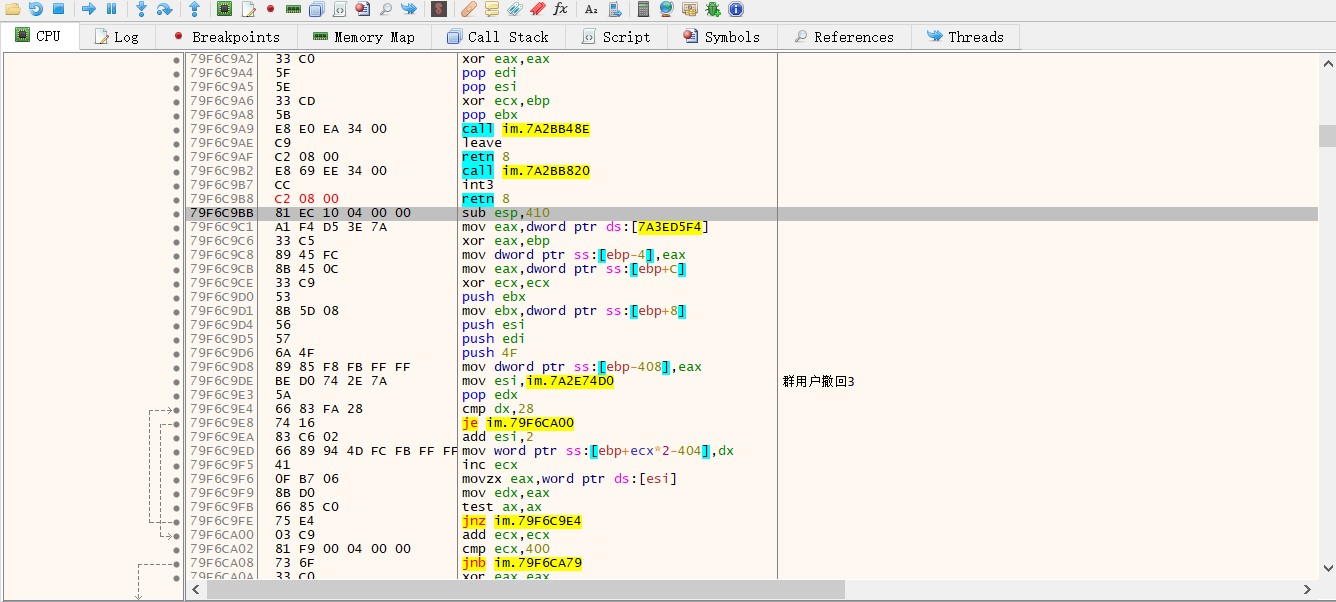 CPU Log Breakpoints Memory Map Call Stack Script Symbols References Threads
79F6C9A2 33 C0 xor eax,eax
79F6C9A4 5F pop edi
79F6C9A5 5E pop esi
79F6C9A6 33 CD xor ecx,ebp
79F6C9A8 5B pop ebx
79F6C9A9 E8 E0 EA 34 00 call im.7A2BB48E
79F6C9AE C9 leave
79F6C9AF C2 08 00 retn 8
79F6C9B2 E8 69 EE 34 00 call im.7A2BB820
79F6C9B7 CC int3
79F6C9B8 C2 08 00 retn 8
79F6C9BB 81 EC 10 04 00 00 sub esp,410
79F6C9C1 A1 F4 D5 3E 7A mov eax,dword ptr ds:[7A3ED5F4]
79F6C9C6 33 C5 xor eax,ebp
79F6C9C8 89 45 FC mov dword ptr ss:[ebp-4],eax
79F6C9CB 8B 45 0C mov eax,dword ptr ss:[ebp+C]
79F6C9CE 33 C9 xor ecx,ecx
79F6C9D0 53 push ebx
79F6C9D1 8B 5D 08 mov ebx,dword ptr ss:[ebp+8]
79F6C9D4 56 push esi
79F6C9D5 57 push edi
79F6C9D6 6A 4F push 4F
79F6C9D8 89 85 F8 FB FF FF mov dword ptr ss:[ebp-408],eax
79F6C9DE BE D0 74 2E 7A mov esi,im.7A2E74D0 群用户撤回3
79F6C9E3 5A pop edx
79F6C9E4 66 83 FA 28 cmp dx,28
79F6C9E8 74 16 je im.79F6CA00
79F6C9EA 83 C6 02 add esi,2
79F6C9ED 66 89 94 4D FC FB FF FF mov word ptr ss:[ebp+ecx*2-404],dx
79F6C9F5 41 inc ecx
79F6C9F6 0F B7 06 movzx eax,word ptr ds:[esi]
79F6C9F9 8B D0 mov edx,eax
79F6C9FB 66 85 C0 test ax,ax
79F6C9FE 75 E4 jnz im.79F6C9E4
79F6CA00 03 C9 add ecx,ecx
79F6CA02 81 F9 00 04 00 00 cmp ecx,400
79F6CA08 73 6F jnb im.79F6CA79
79F6CA0A 33 C0 xor eax,eax